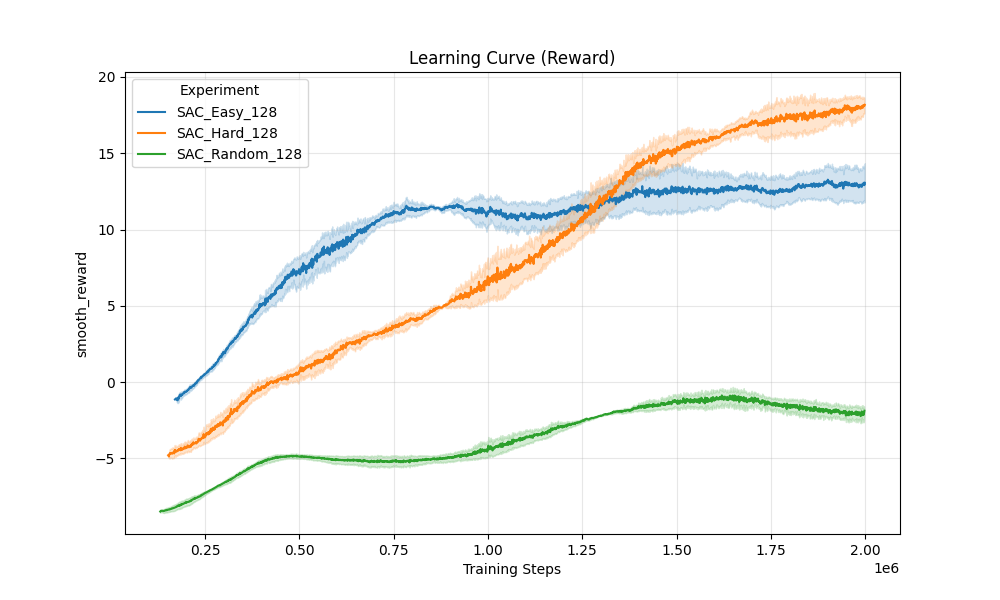 Learning Curve (Reward)
Experiment
SAC_Easy_128
SAC_Hard_128
SAC_Random_128
smooth_reward
20
15
10
5
0
−5
0.25 0.50 0.75 1.00 1.25 1.50 1.75 2.00
1e6
Training Steps